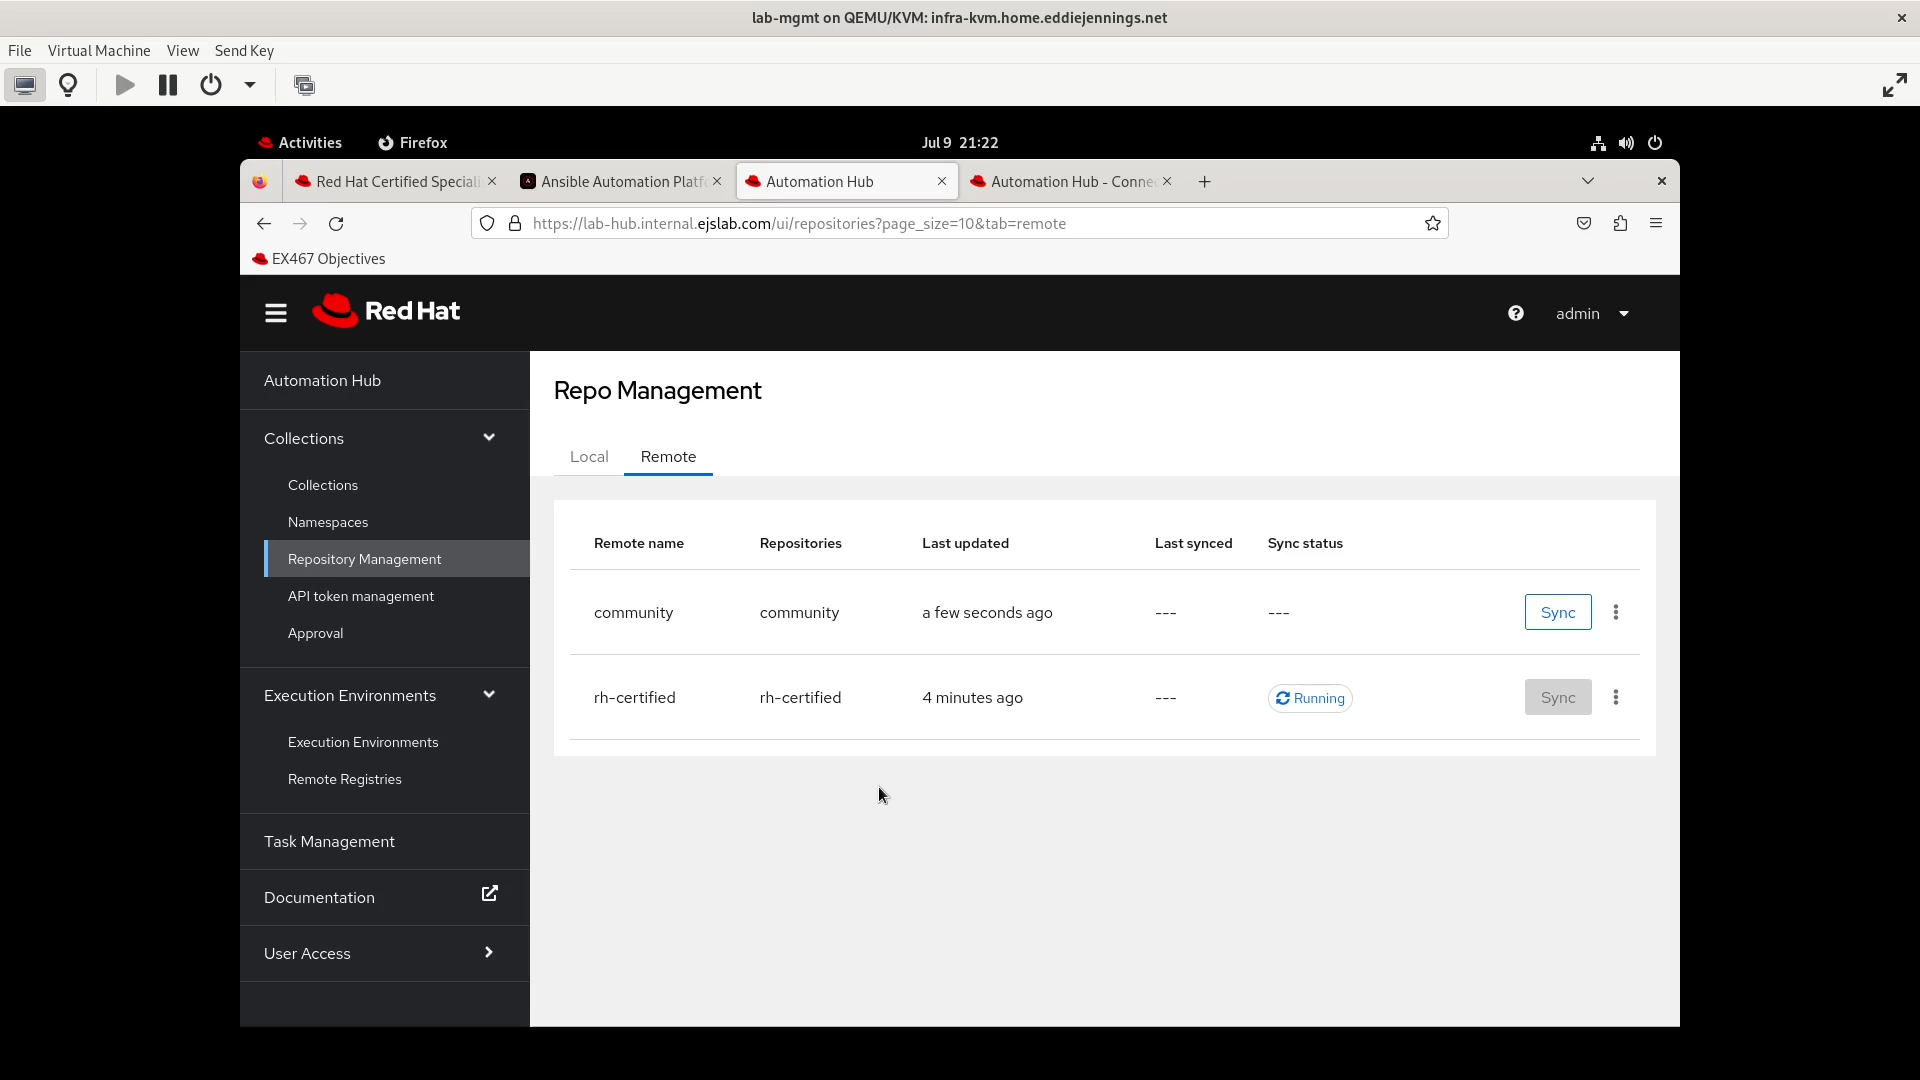 lab-mgmt on QEMU/KVM: infra-kvm.home.eddiejennings.net
File Virtual Machine View Send Key
Activities Firefox Jul 9 21:22
Red Hat Certified Speciali Ansible Automation Platf Automation Hub Automation Hub - Conne
https://lab-hub.internal.ejslab.com/ui/repositories?page_size=10&tab=remote
EX467 Objectives
Red Hat admin
Automation Hub
Collections
Collections
Namespaces
Repository Management
API token management
Approval
Execution Environments
Execution Environments
Remote Registries
Task Management
Documentation
User Access
Repo Management
Local Remote
Remote name Repositories Last updated Last synced Sync status
community community a few seconds ago --- --- Sync
rh-certified rh-certified 4 minutes ago --- Running Sync